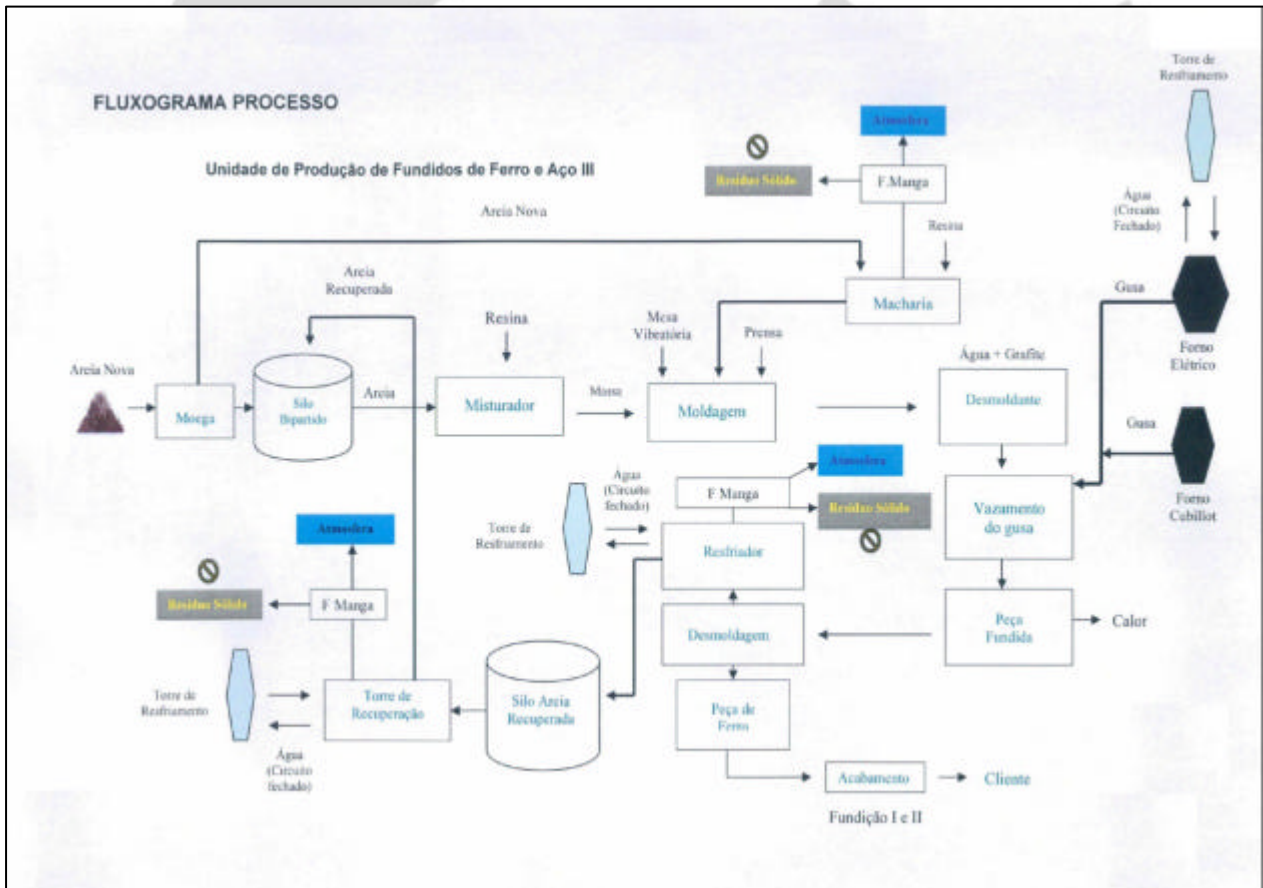 FLUXOGRAMA PROCESSO
Unidade de Produção de Fundidos de Ferro e Aço III
Torre de
Resfriamento
Atmosfera
Resíduo Sólido
F.Manga
Areia Nova
Resina
Água
(Circuito
Fechado)
Areia
Recuperada
Macharia
Gusa
Forno
Elétrico
Resina
Mesa
Vibratória
Prensa
Água + Grafite
Areia Nova
Moega
Silo
Bipartido
Areia
Misturador
Massa
Moldagem
Desmoldante
Gusa
Forno
Cubillot
Água
(Circuito
fechado)
Atmosfera
F Manga
Resíduo Sólido
Vazamento
do gusa
Torre de
Resfriamento
Resfriador
Atmosfera
Resíduo Sólido
F Manga
Desmoldagem
Peça
Fundida
Calor
Torre de
Resfriamento
Torre de
Recuperação
Silo Areia
Recuperada
Peça de
Ferro
Água
(Circuito
fechado)
Acabamento
Cliente
Fundição I e II